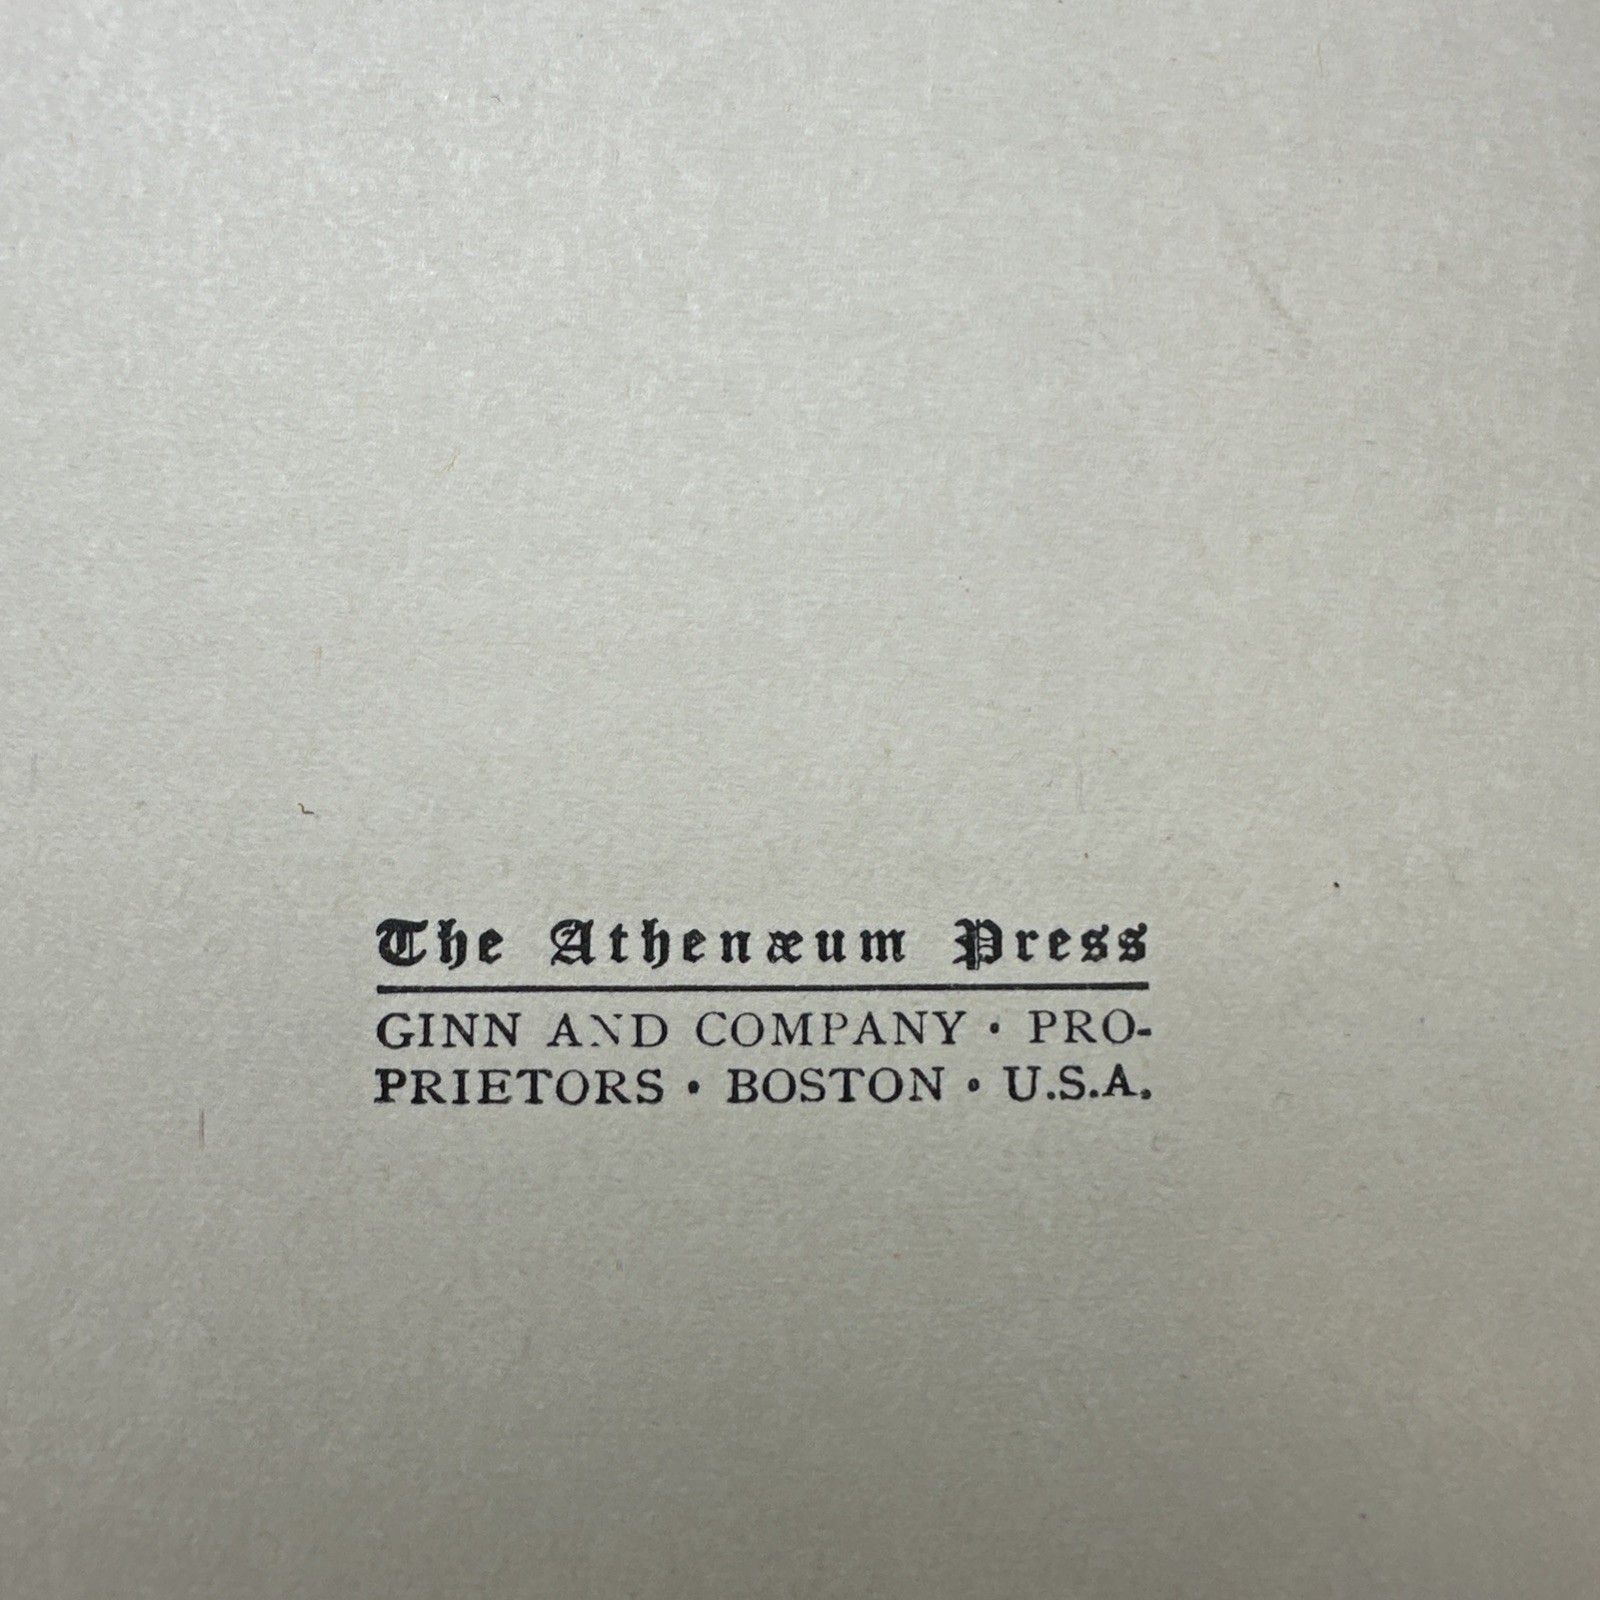 The Athenæum Press
GINN AND COMPANY · PRO-
PRIETORS · BOSTON · U.S.A.